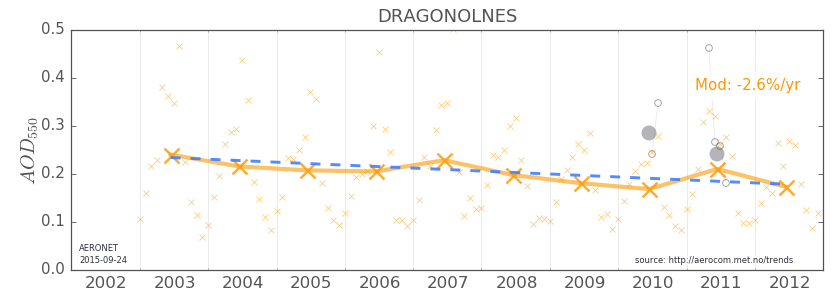 DRAGONOLNES
0.5
0.4
0.3
0.2
0.1
0.0
AOD550
Mod: -2.6%/yr
AERONET
2015-09-24
source: http://aerocom.met.no/trends
2002 2003 2004 2005 2006 2007 2008 2009 2010 2011 2012